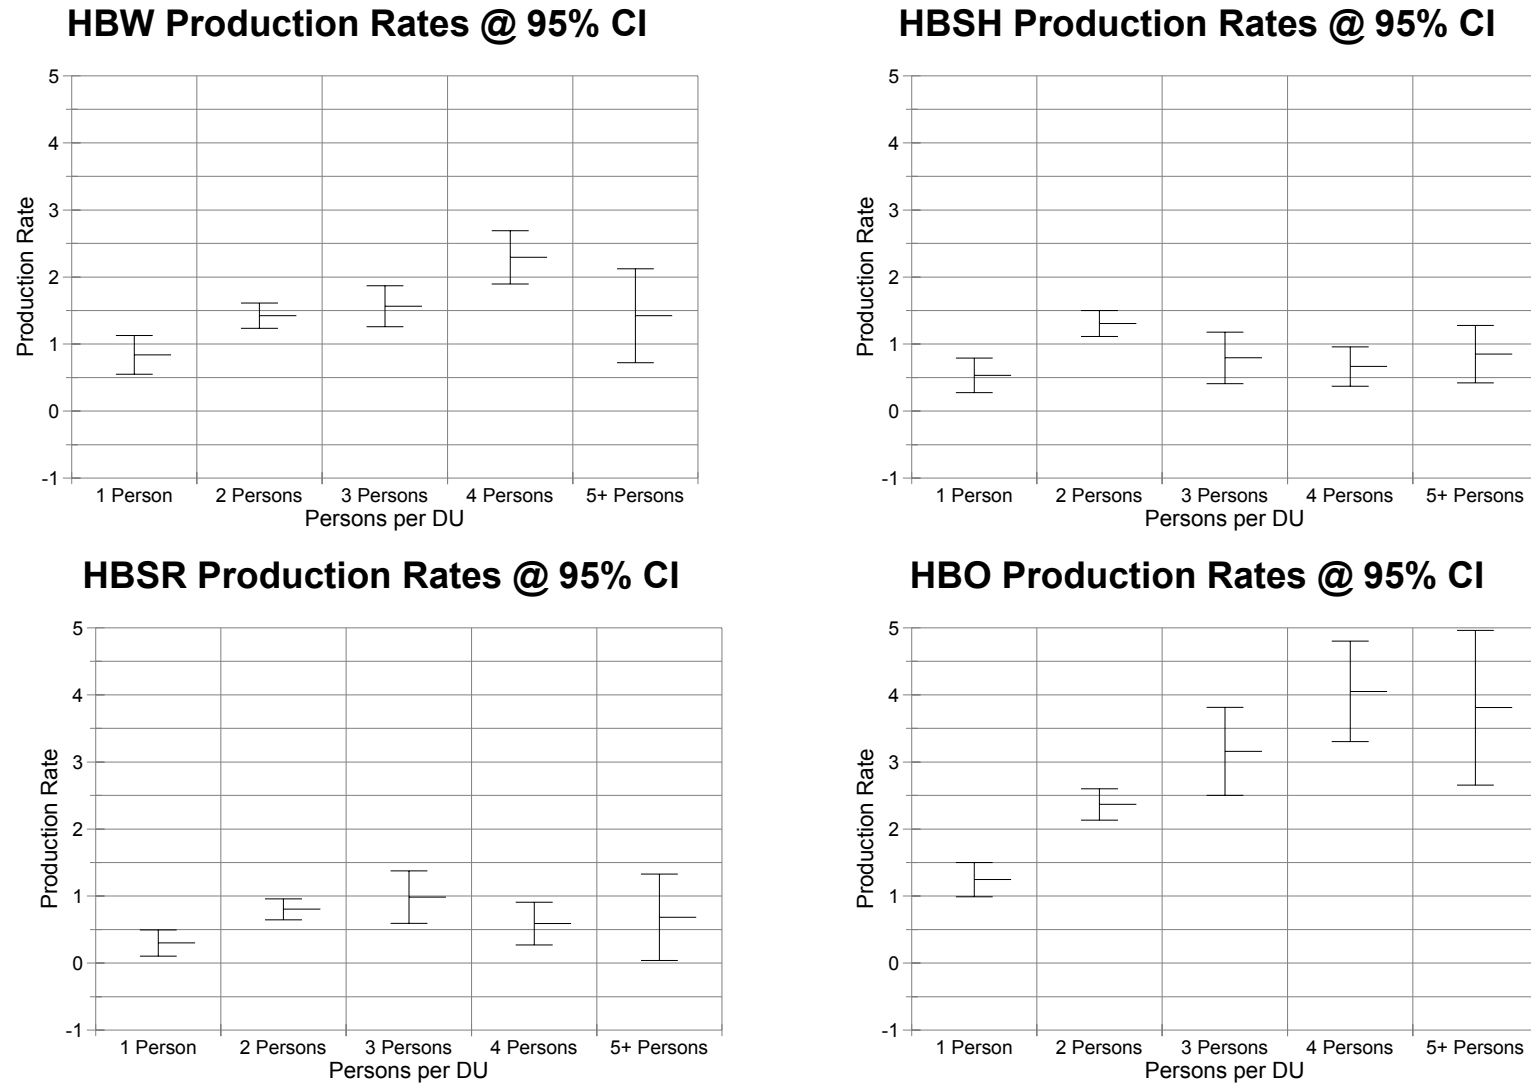 HBW Production Rates @ 95% CI
5
4
3
2
1
0
-1
Production Rate
1 Person 2 Persons 3 Persons 4 Persons 5+ Persons
Persons per DU
HBSH Production Rates @ 95% CI
5
4
3
2
1
0
-1
Production Rate
1 Person 2 Persons 3 Persons 4 Persons 5+ Persons
Persons per DU
HBSR Production Rates @ 95% CI
5
4
3
2
1
0
-1
Production Rate
1 Person 2 Persons 3 Persons 4 Persons 5+ Persons
Persons per DU
HBO Production Rates @ 95% CI
5
4
3
2
1
0
-1
Production Rate
1 Person 2 Persons 3 Persons 4 Persons 5+ Persons
Persons per DU